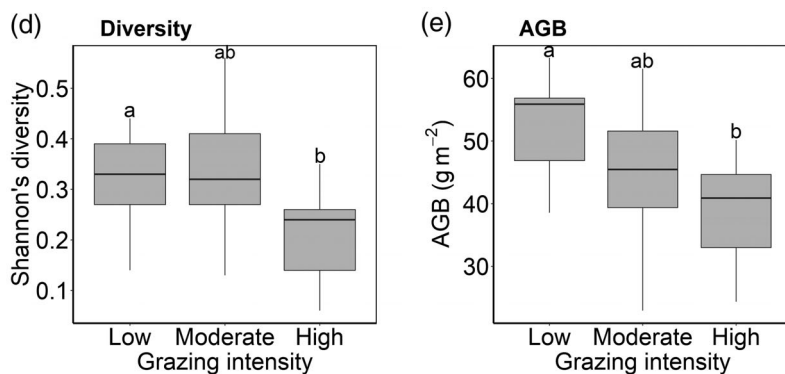 (d) Diversity
Shannon's diversity
0.5
0.4
0.3
0.2
0.1
a
ab
b
Low Moderate High
Grazing intensity
(e) AGB
AGB (g m⁻²)
60
50
40
30
a
ab
b
Low Moderate High
Grazing intensity